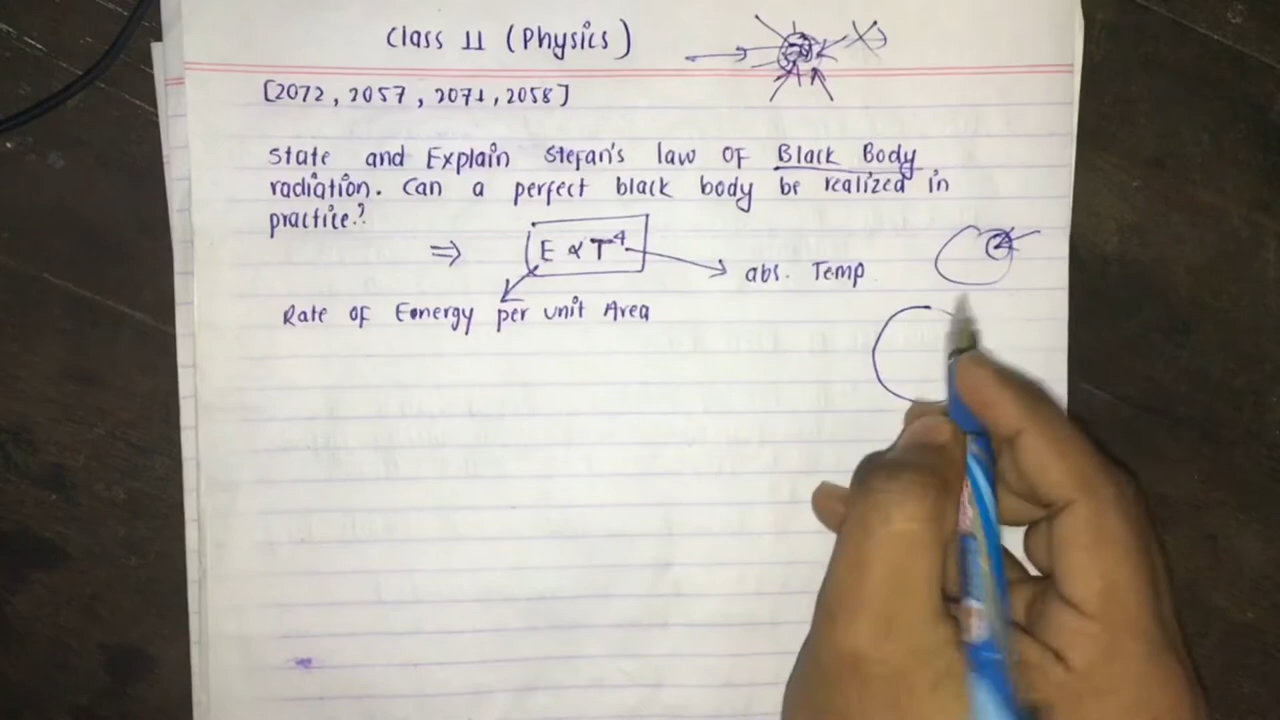 Class 11 (Physics)
[2072, 2057, 2071, 2058]
State and Explain Stefan's law of Black Body
radiation. Can a perfect black body be realized in
practice?
⇒ E ∝ T⁴
abs. Temp
Rate of Eonergy per unit Area